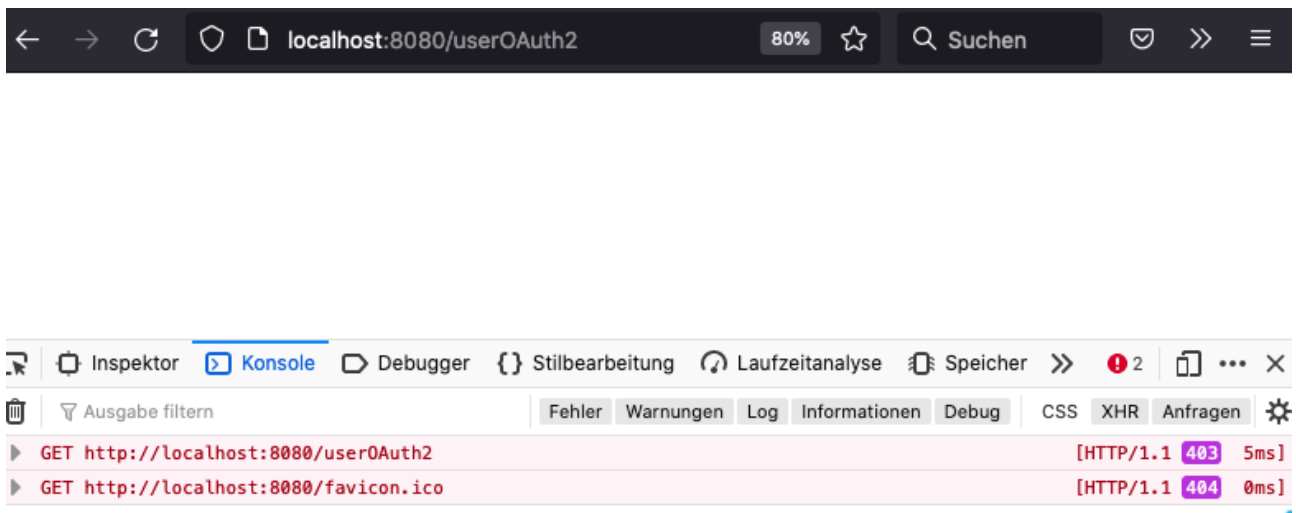 localhost:8080/userOAuth2 80% Suchen
Inspektor Konsole Debugger {} Stilbearbeitung Laufzeitanalyse Speicher 2
Ausgabe filtern Fehler Warnungen Log Informationen Debug CSS XHR Anfragen
GET http://localhost:8080/userOAuth2 [HTTP/1.1 403 5ms]
GET http://localhost:8080/favicon.ico [HTTP/1.1 404 0ms]